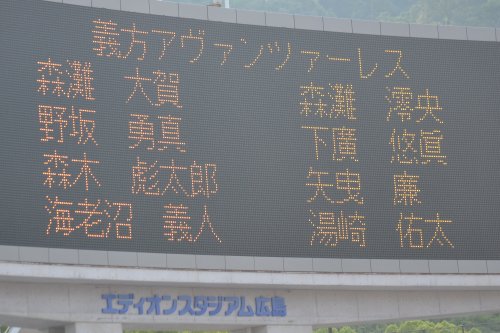 義方アヴァンツァーレス
森灘 大賀 森灘 澪央
野坂 勇真 下廣 悠眞
森木 彪太郎 矢曳 廉
海老沼 義人 湯崎 佑太
エディオンスタジアム広島